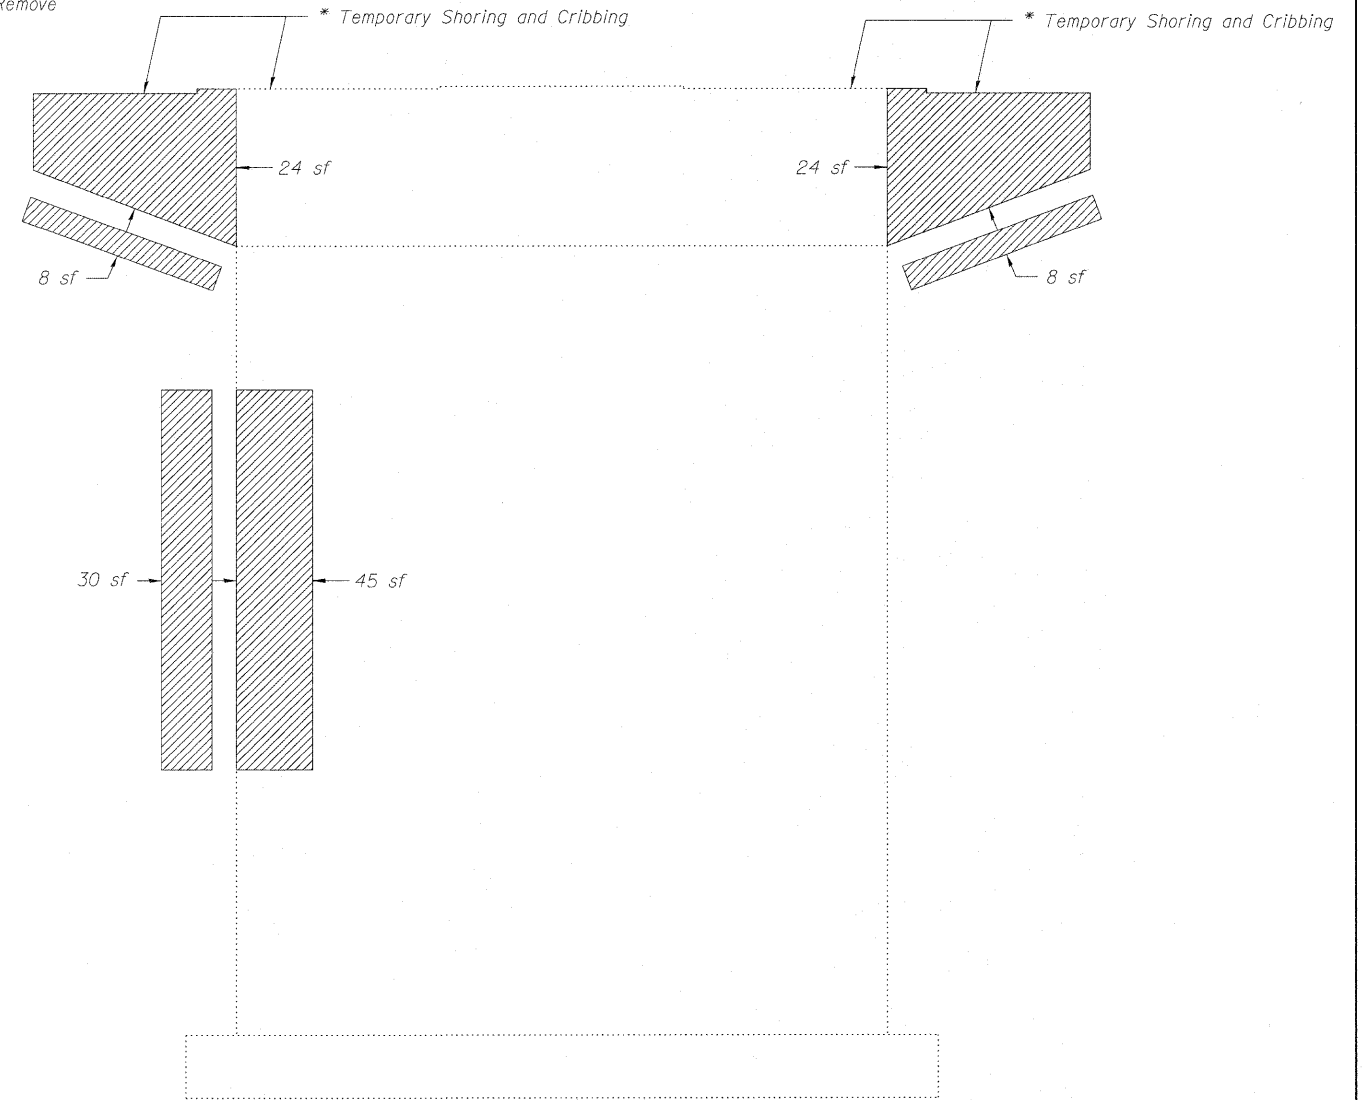 Remove
* Temporary Shoring and Cribbing
* Temporary Shoring and Cribbing
24 sf
24 sf
8 sf
8 sf
30 sf
45 sf